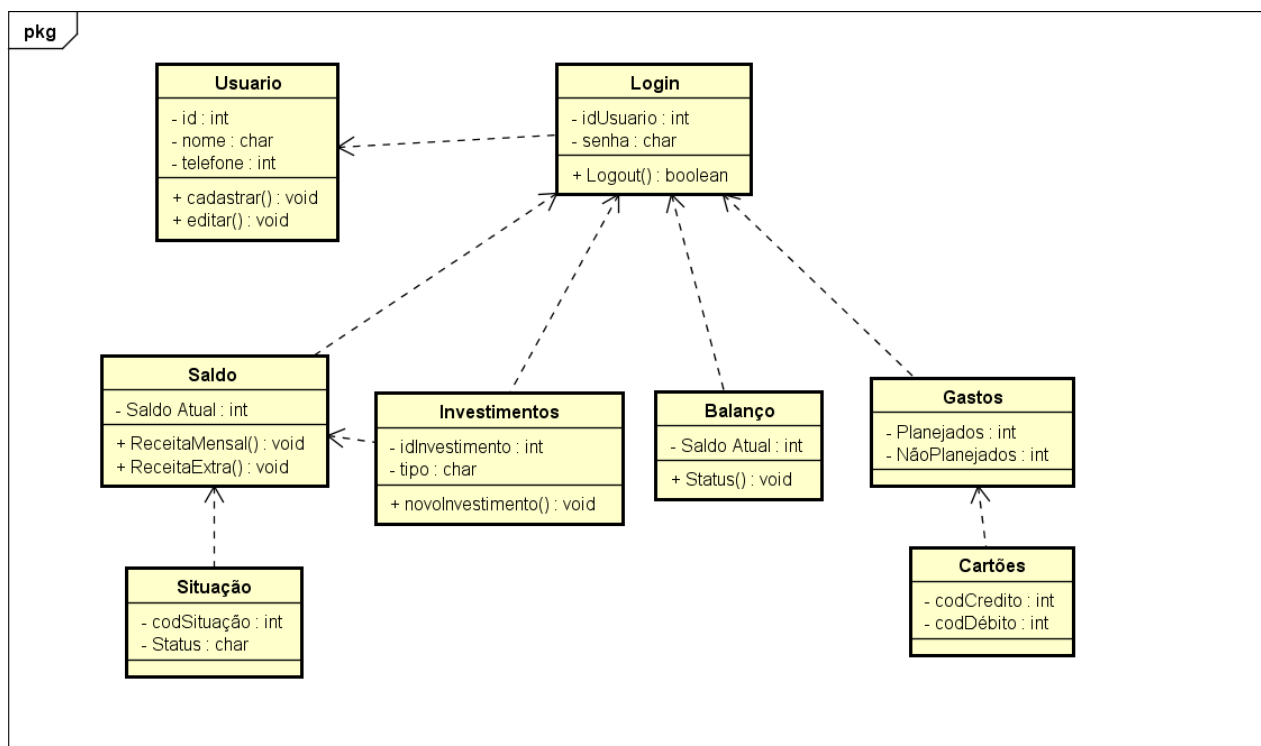 pkg
Usuario
- id : int
- nome : char
- telefone : int
+ cadastrar() : void
+ editar() : void
Login
- idUsuario : int
- senha : char
+ Logout() : boolean
Saldo
- Saldo Atual : int
+ ReceitaMensal() : void
+ ReceitaExtra() : void
Investimentos
- idInvestimento : int
- tipo : char
+ novoInvestimento() : void
Balanço
- Saldo Atual : int
+ Status() : void
Gastos
- Planejados : int
- NãoPlanejados : int
Situação
- codSituação : int
- Status : char
Cartões
- codCredito : int
- codDébito : int